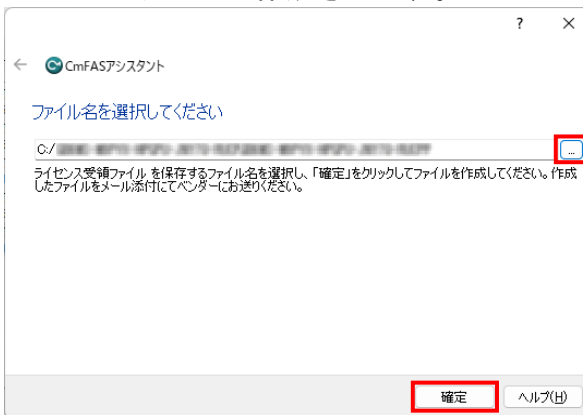 ?
CmFASアシスタント
ファイル名を選択してください
C:/
...
ライセンス受領ファイル を保存するファイル名を選択し、「確定」をクリックしてファイルを作成してください。作成
したファイルをメール添付にてベンダーにお送りください。
確定
ヘルプ(H)